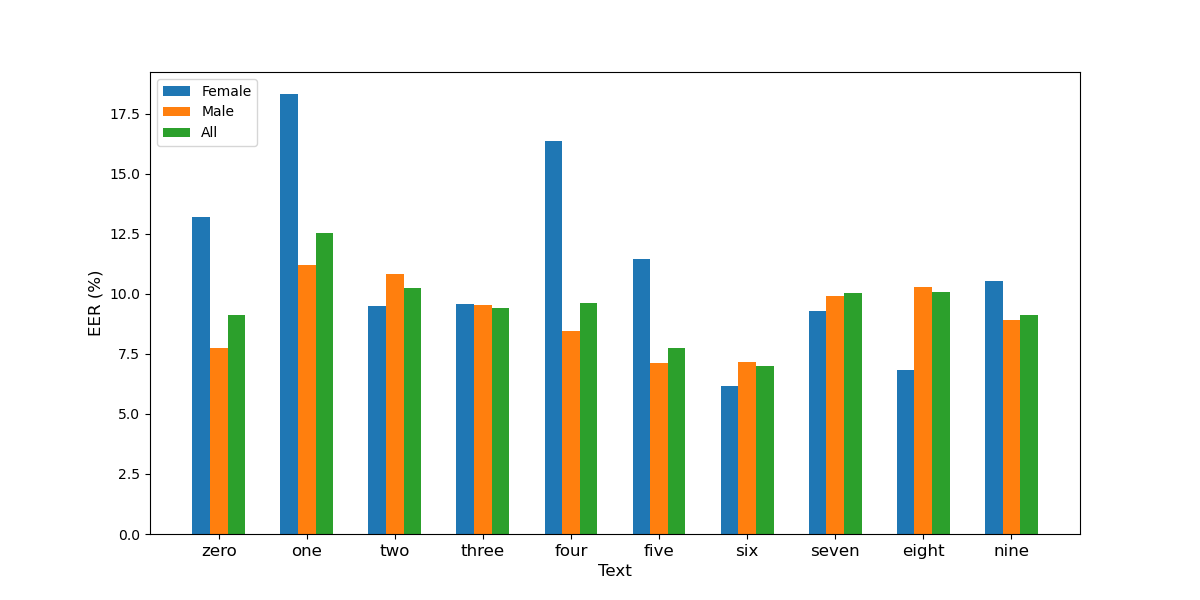 Female
Male
All
17.5
15.0
12.5
10.0
7.5
5.0
2.5
0.0
EER (%)
zero one two three four five six seven eight nine
Text